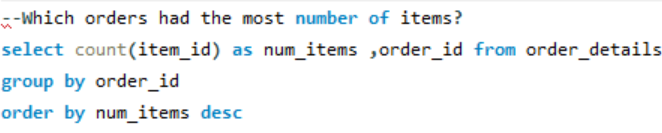 --Which orders had the most number of items?
select count(item_id) as num_items ,order_id from order_details
group by order_id
order by num_items desc